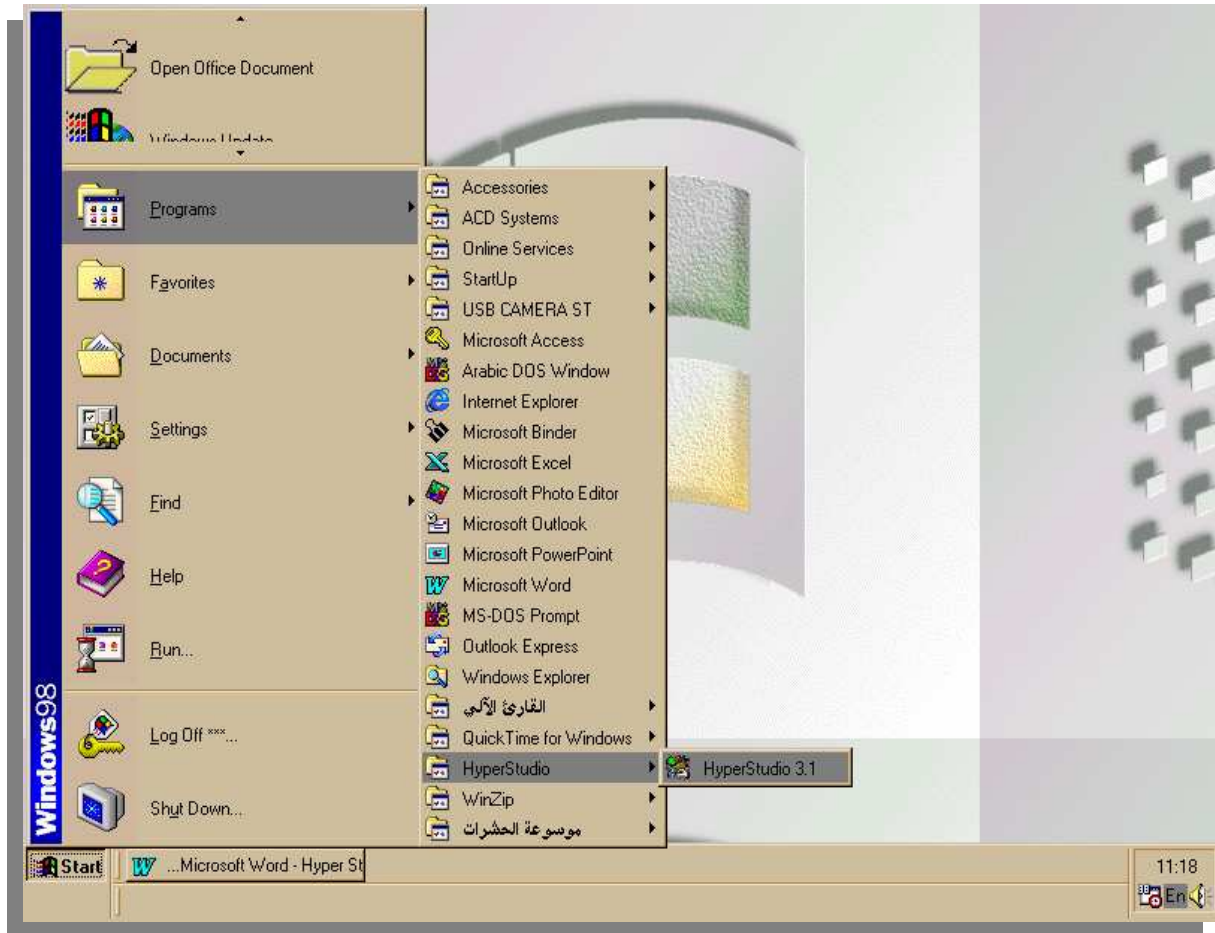 Open Office Document
Windows Update
Programs
Favorites
Documents
Settings
Find
Help
Run...
Log Off ***...
Shut Down...
Windows98
Accessories
ACD Systems
Online Services
StartUp
USB CAMERA ST
Microsoft Access
Arabic DOS Window
Internet Explorer
Microsoft Binder
Microsoft Excel
Microsoft Photo Editor
Microsoft Outlook
Microsoft PowerPoint
Microsoft Word
MS-DOS Prompt
Outlook Express
Windows Explorer
القارئ الآلي
QuickTime for Windows
HyperStudio
WinZip
موسوعة الحشرات
HyperStudio 3.1
Start
...Microsoft Word - Hyper St
11:18
En